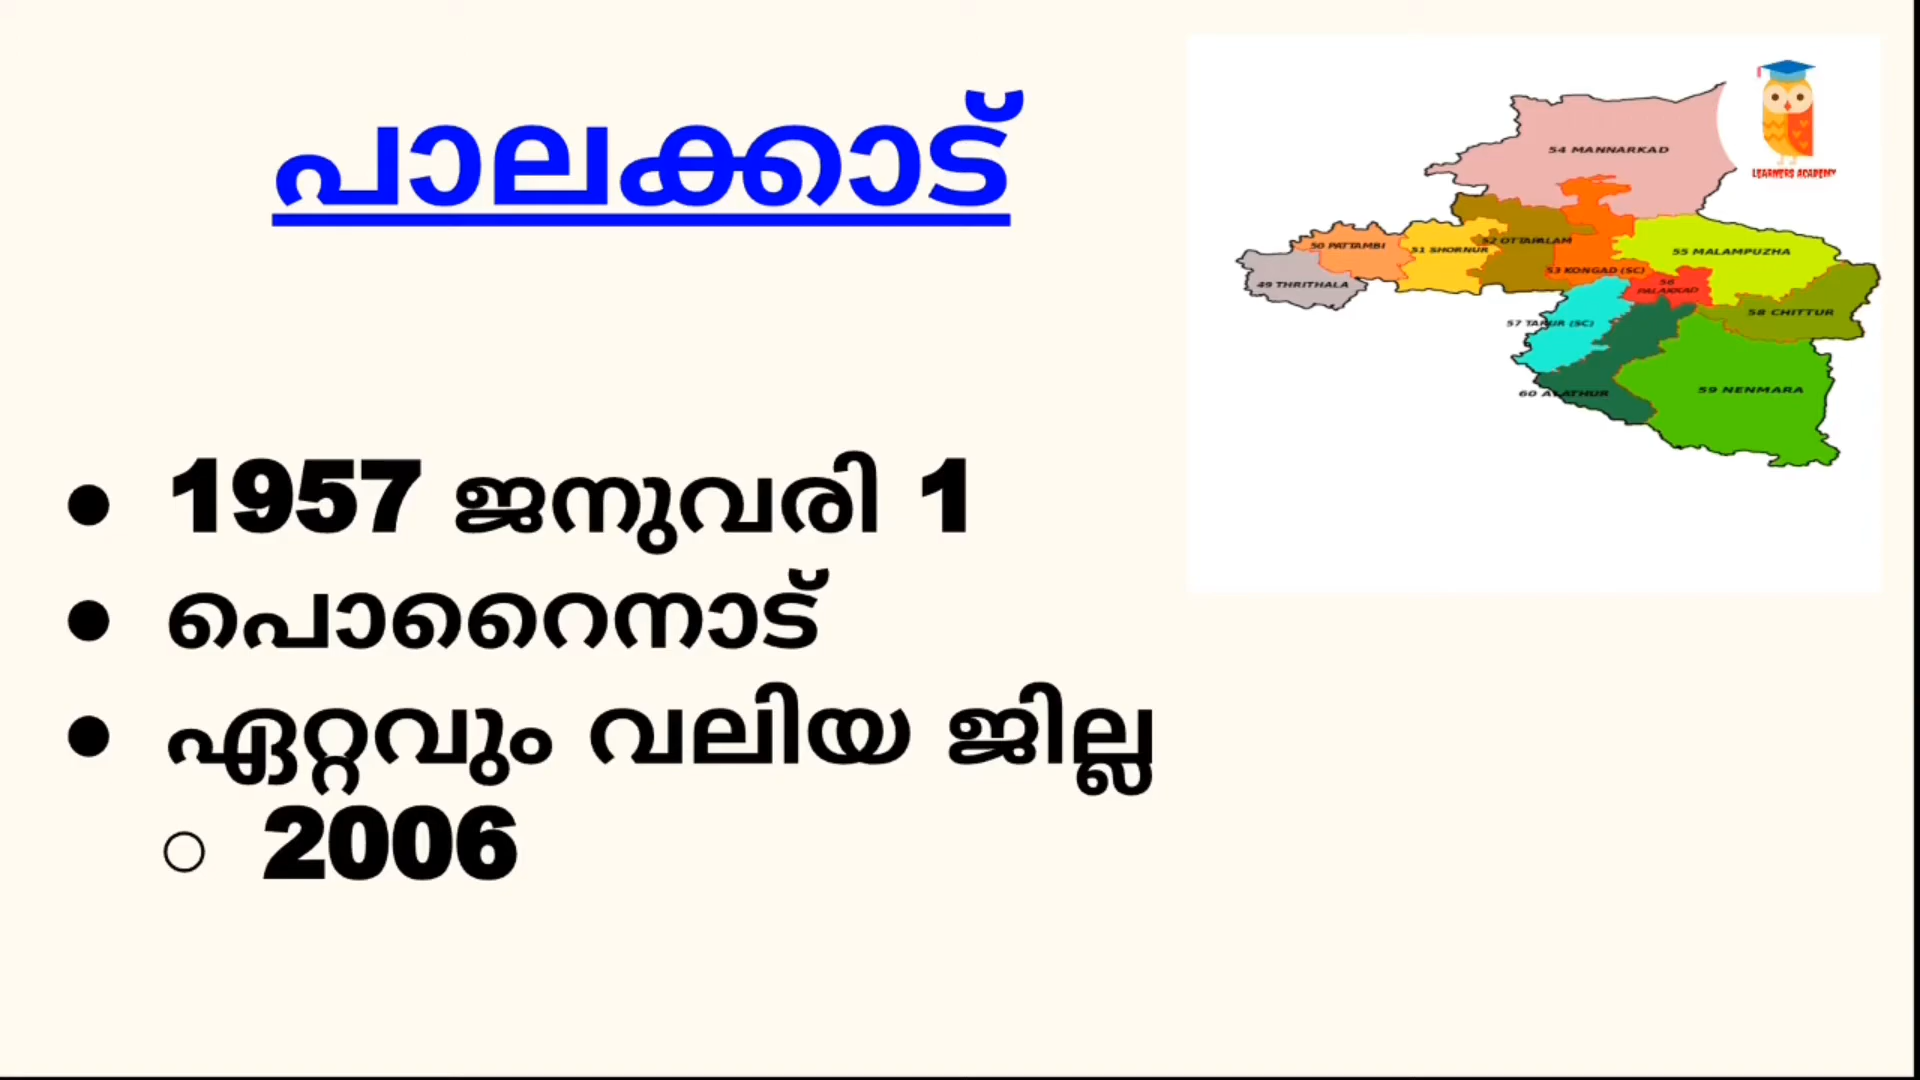 പാലക്കാട്
LEARNERS ACADEMY
54 MANNARKAD
50 PATTAMBI
51 SHORNUR
52 OTTAPALAM
55 MALAMPUZHA
53 KONGAD (SC)
49 THRITHALA
56
PALAKKAD
58 CHITTUR
57 TARUR (SC)
59 NENMARA
60 ALATHUR
● 1957 ജനുവരി 1
● പൊറൈനാട്
● ഏറ്റവും വലിയ ജില്ല
○ 2006